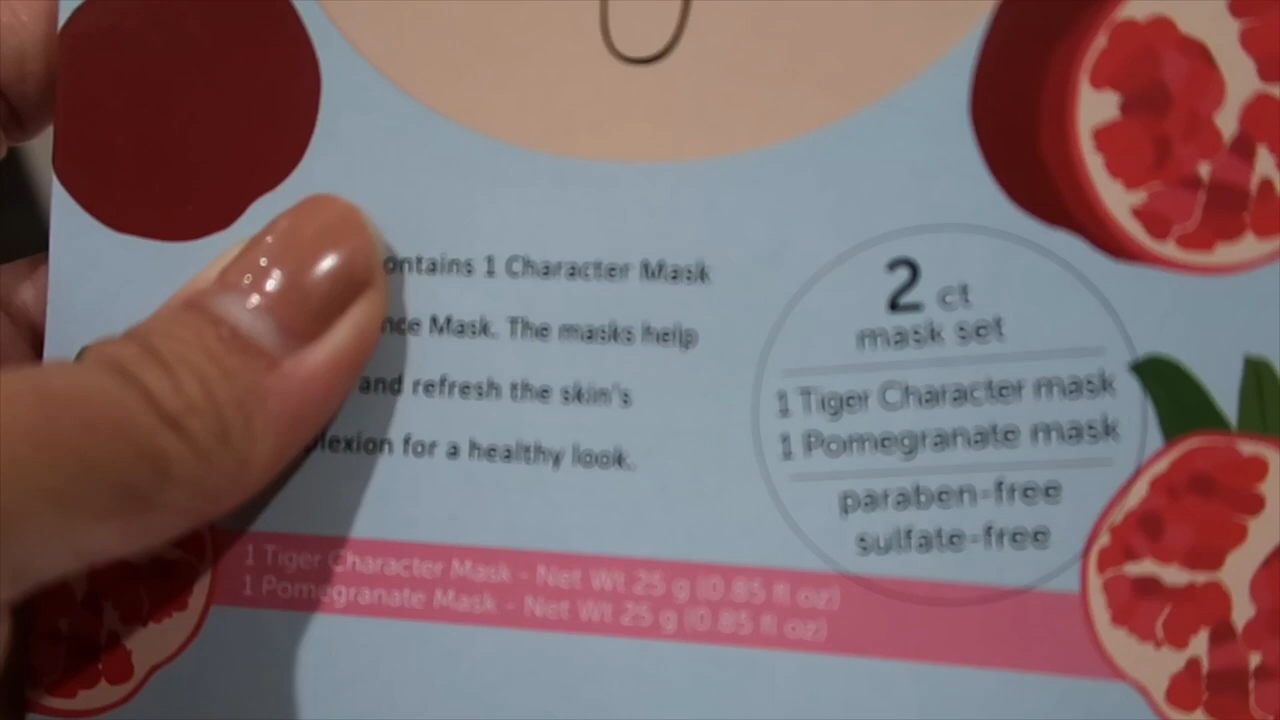 ontains 1 Character Mask
nce Mask. The masks help
and refresh the skin's
lexion for a healthy look.
2 ct
mask set
1 Tiger Character mask
1 Pomegranate mask
paraben-free
sulfate-free
1 Tiger Character Mask - Net Wt 25 g (0.85 fl oz)
1 Pomegranate Mask - Net Wt 25 g (0.85 fl oz)